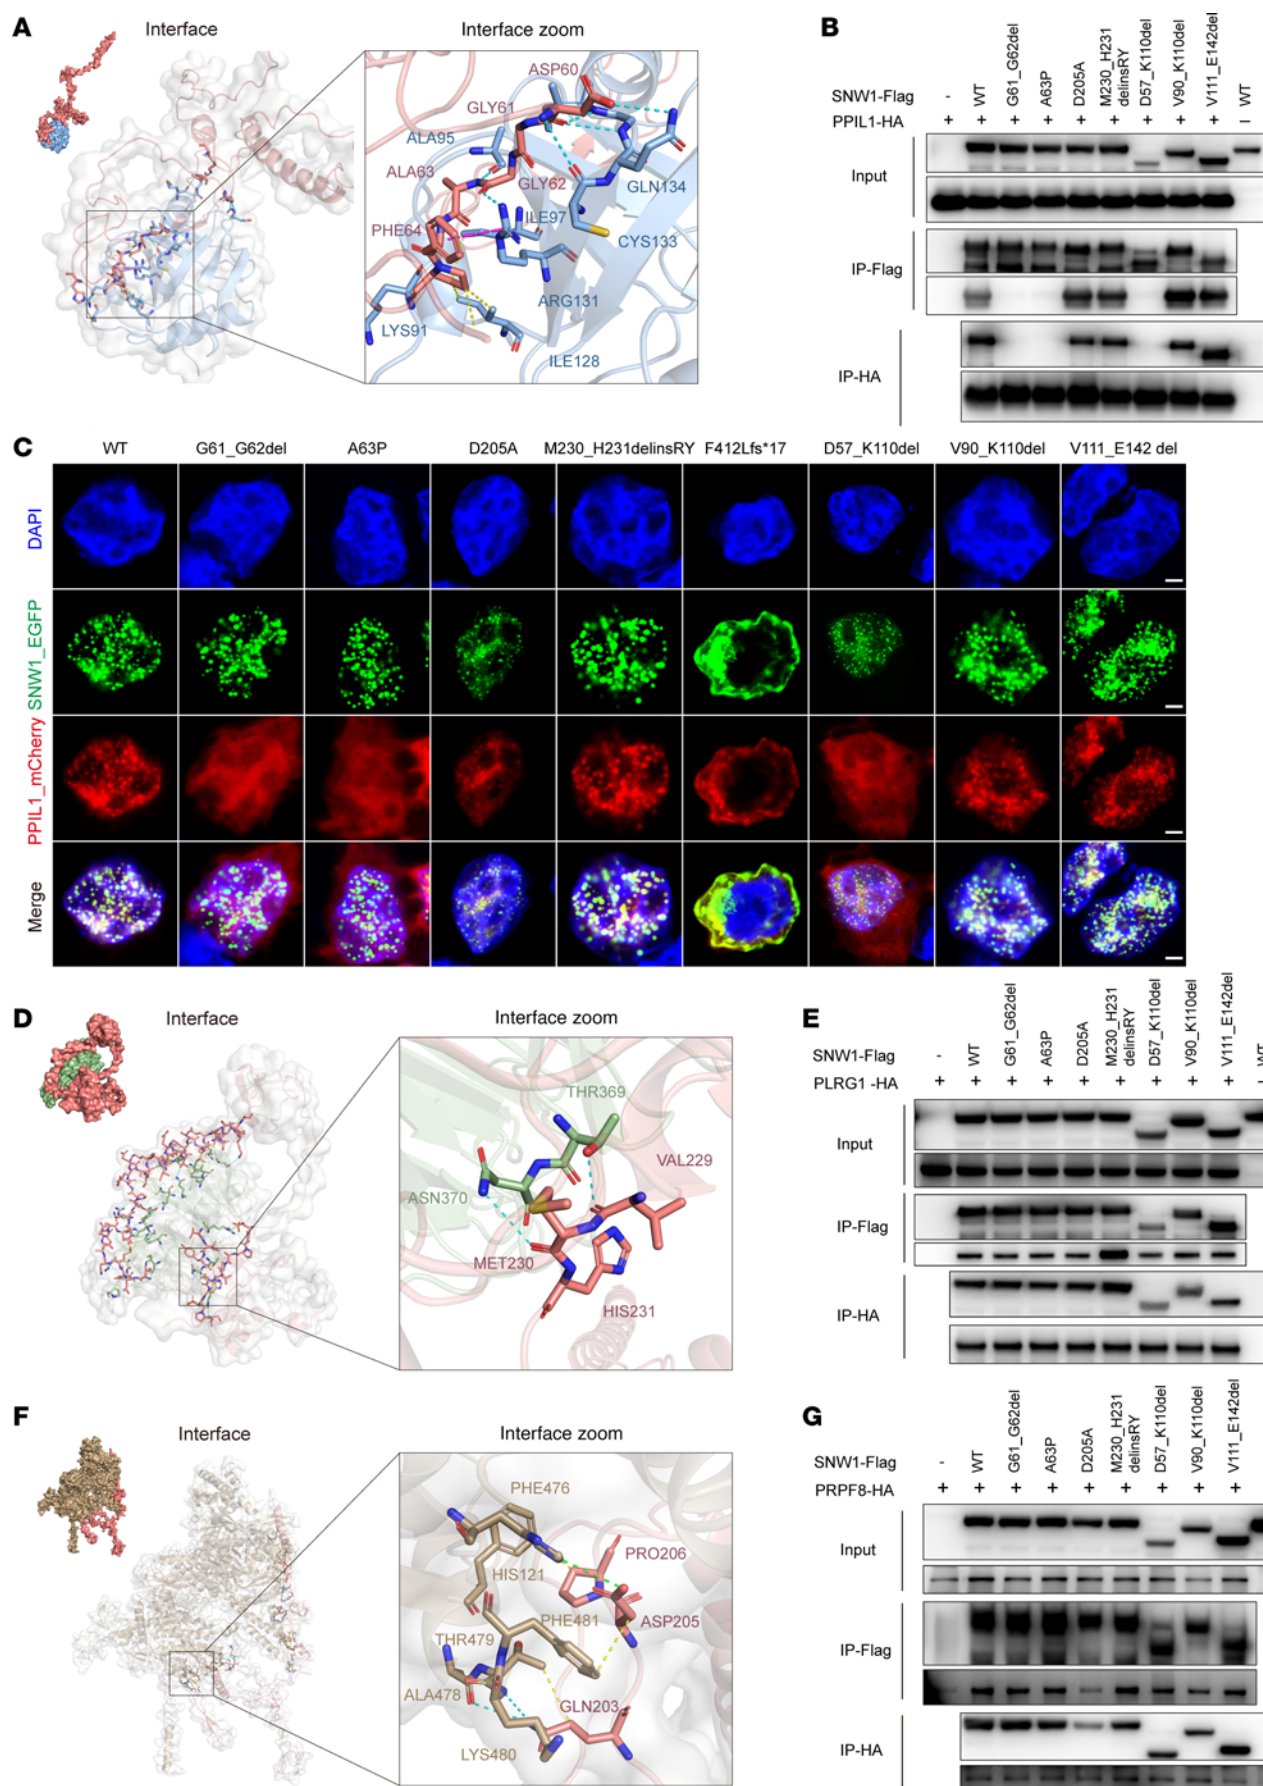 A
Interface
Interface zoom
ASP60
GLY61
ALA95
ALA63
GLY62
GLN134
PHE64
ILE97
CYS133
ARG131
LYS91
ILE128
B
SNW1-Flag - WT G61_G62del A63P D205A M230_H231 delinsRY D57_K110del V90_K110del V111_E142del WT
PPIL1-HA + + + + + + + + + –
Input
IP-Flag
IP-HA
C
WT G61_G62del A63P D205A M230_H231delinsRY F412Lfs*17 D57_K110del V90_K110del V111_E142 del
DAPI
SNW1_EGFP
PPIL1_mCherry
Merge
D
Interface
Interface zoom
THR369
VAL229
ASN370
MET230
HIS231
E
SNW1-Flag - WT G61_G62del A63P D205A M230_H231 delinsRY D57_K110del V90_K110del V111_E142del
PLRG1 -HA + + + + + + + + +
Input
IP-Flag
IP-HA
F
Interface
Interface zoom
PHE476
PRO206
HIS121
PHE481
ASP205
THR479
ALA478
GLN203
LYS480
G
SNW1-Flag - WT G61_G62del A63P D205A M230_H231 delinsRY D57_K110del V90_K110del V111_E142del
PRPF8-HA + + + + + + + + +
Input
IP-Flag
IP-HA